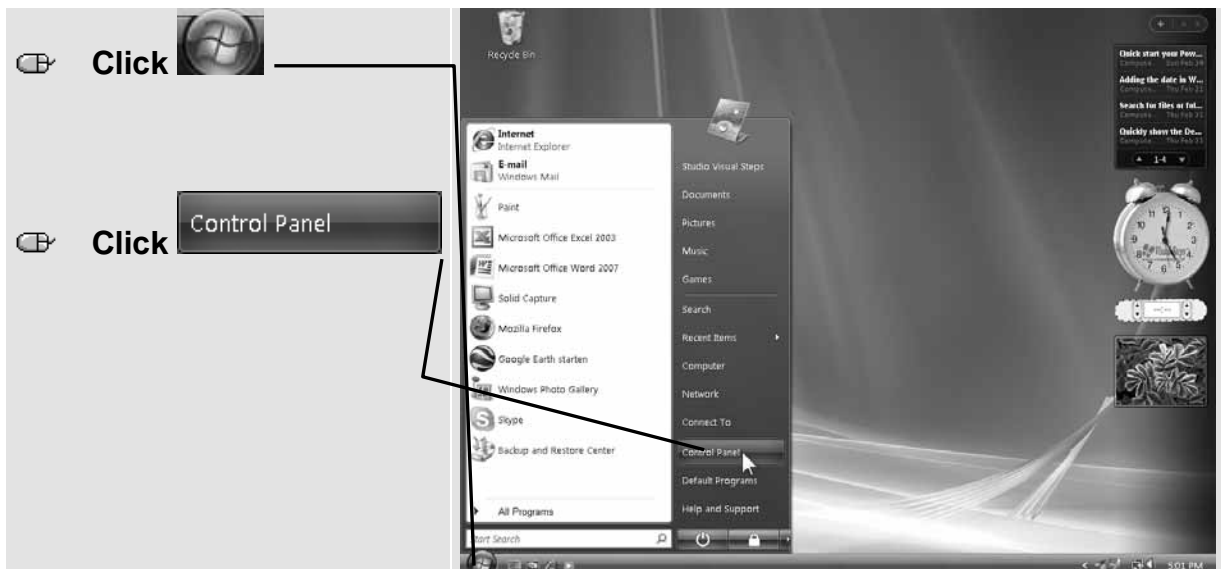 Click
Click Control Panel
Recycle Bin
Internet
Internet Explorer
E-mail
Windows Mail
Paint
Microsoft Office Excel 2003
Microsoft Office Word 2007
Solid Capture
Mozilla Firefox
Google Earth starten
Windows Photo Gallery
Skype
Backup and Restore Center
All Programs
Start Search
Studio Visual Steps
Documents
Pictures
Music
Games
Search
Recent Items
Computer
Network
Connect To
Control Panel
Default Programs
Help and Support
Quick start your Pow...
Adding the date in W...
Search for files or fol...
Quickly show the De...
1-4
5:01 PM